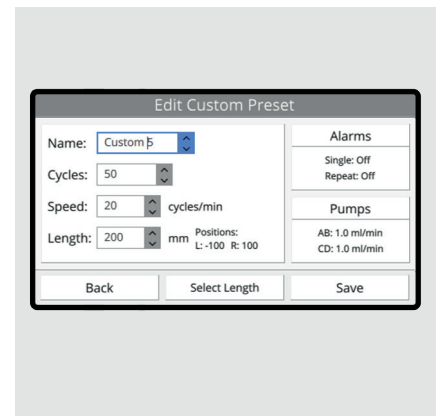 Edit Custom Preset
Name: Custom 5
Cycles: 50
Speed: 20 cycles/min
Length: 200 mm Positions:
L: -100 R: 100
Alarms
Single: Off
Repeat: Off
Pumps
AB: 1.0 ml/min
CD: 1.0 ml/min
Back Select Length Save